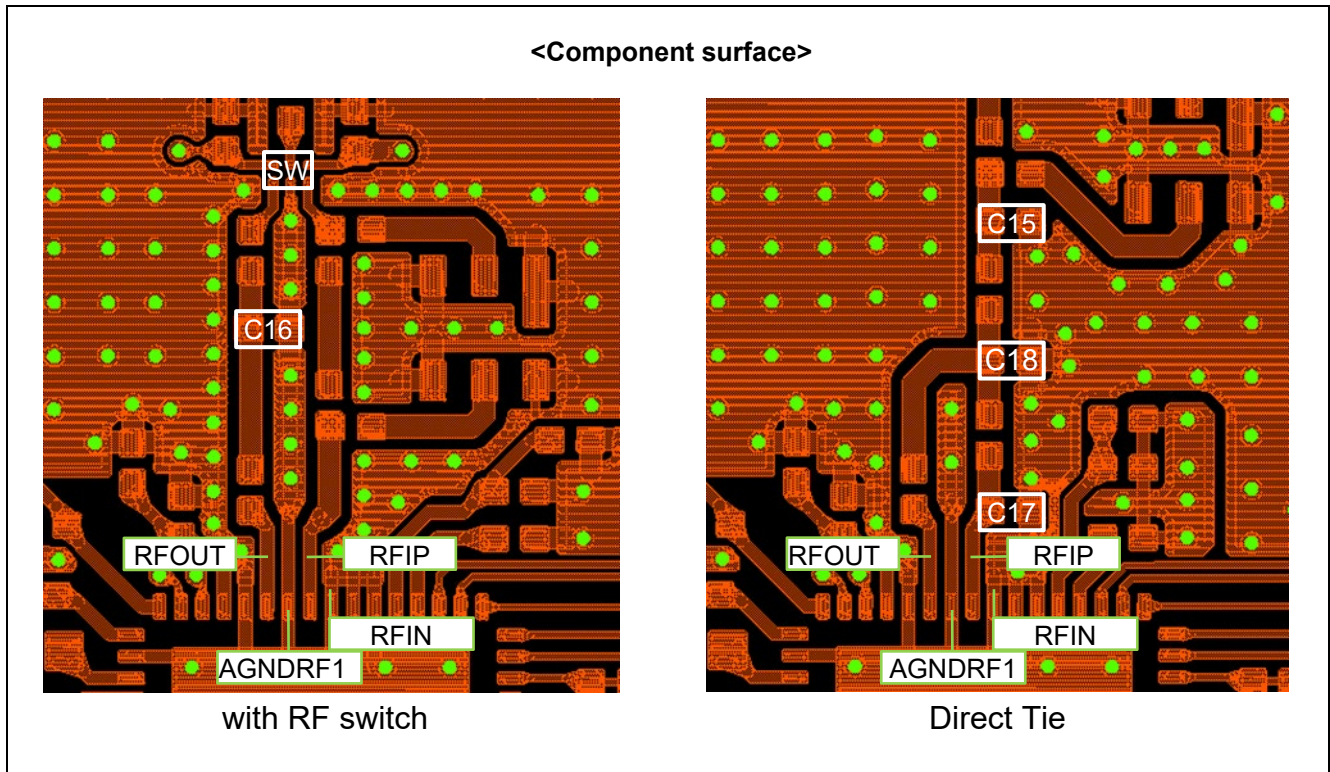 <Component surface>
SW
C16
RFOUT
RFIP
RFIN
AGNDRF1
with RF switch
C15
C18
C17
RFOUT
RFIP
RFIN
AGNDRF1
Direct Tie